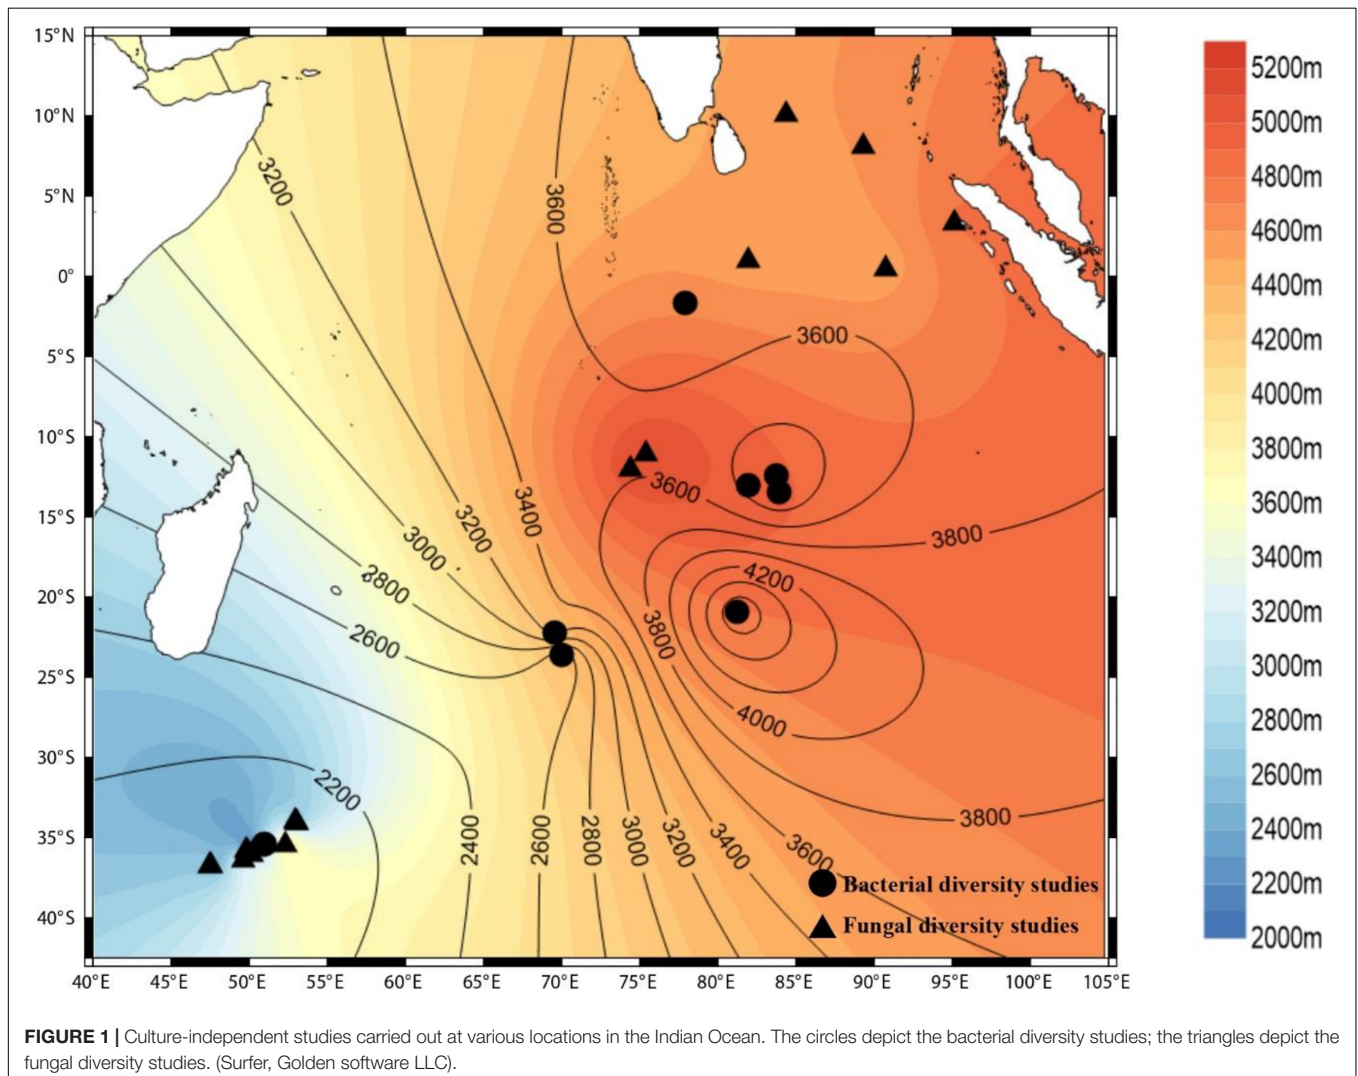 15°N
10°N
5°N
0°
5°S
10°S
15°S
20°S
25°S
30°S
35°S
40°S
3200
3600
3600
3600
3400
3200
3000
2800
2600
3800
4200
3800
4000
2200
2400
2600
2800
3000
3200
3400
3600
3800
Bacterial diversity studies
Fungal diversity studies
40°E 45°E 50°E 55°E 60°E 65°E 70°E 75°E 80°E 85°E 90°E 95°E 100°E 105°E
5200m
5000m
4800m
4600m
4400m
4200m
4000m
3800m
3600m
3400m
3200m
3000m
2800m
2600m
2400m
2200m
2000m
FIGURE 1 | Culture-independent studies carried out at various locations in the Indian Ocean. The circles depict the bacterial diversity studies; the triangles depict the
fungal diversity studies. (Surfer, Golden software LLC).